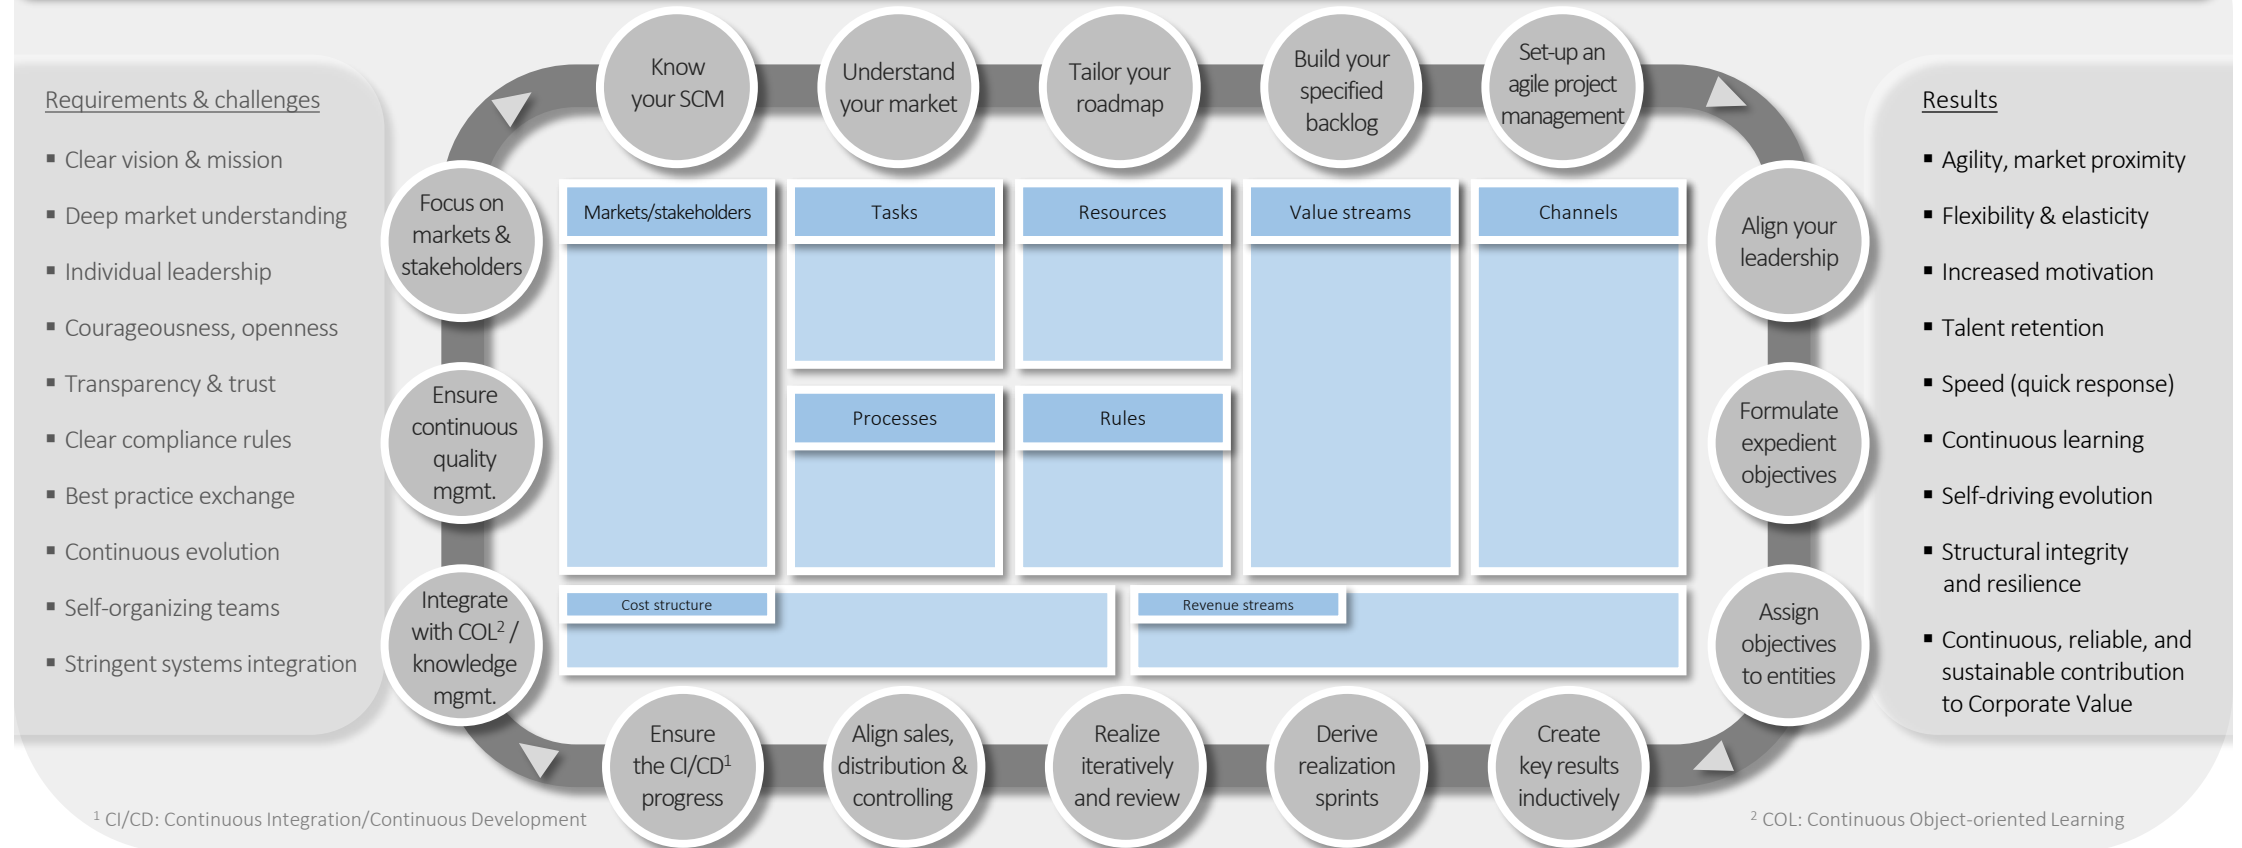 Requirements & challenges
▪ Clear vision & mission
▪ Deep market understanding
▪ Individual leadership
▪ Courageousness, openness
▪ Transparency & trust
▪ Clear compliance rules
▪ Best practice exchange
▪ Continuous evolution
▪ Self-organizing teams
▪ Stringent systems integration
Know
your SCM
Understand
your market
Tailor your
roadmap
Build your
specified
backlog
Set-up an
agile project
management
Align your
leadership
Formulate
expedient
objectives
Assign
objectives
to entities
Create
key results
inductively
Derive
realization
sprints
Realize
iteratively
and review
Align sales,
distribution &
controlling
Ensure
the CI/CD¹
progress
Integrate
with COL² /
knowledge
mgmt.
Ensure
continuous
quality
mgmt.
Focus on
markets &
stakeholders
Markets/stakeholders
Tasks
Resources
Value streams
Channels
Processes
Rules
Cost structure
Revenue streams
Results
▪ Agility, market proximity
▪ Flexibility & elasticity
▪ Increased motivation
▪ Talent retention
▪ Speed (quick response)
▪ Continuous learning
▪ Self-driving evolution
▪ Structural integrity
and resilience
▪ Continuous, reliable, and
sustainable contribution
to Corporate Value
¹ CI/CD: Continuous Integration/Continuous Development
² COL: Continuous Object-oriented Learning